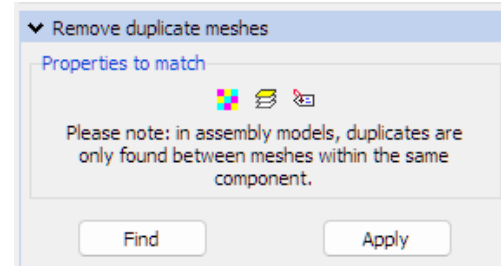 Remove duplicate meshes
Properties to match
Please note: in assembly models, duplicates are
only found between meshes within the same
component.
Find
Apply